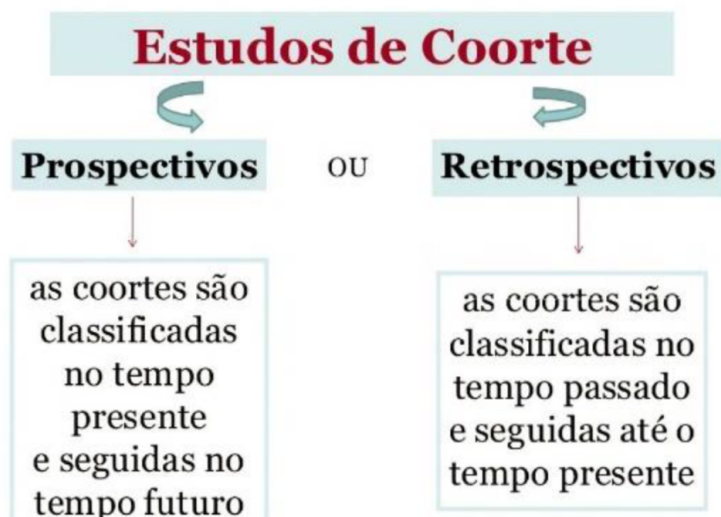 Estudos de Coorte
Prospectivos
OU
Retrospectivos
as coortes são
classificadas
no tempo
presente
e seguidas no
tempo futuro
as coortes são
classificadas no
tempo passado
e seguidas até o
tempo presente